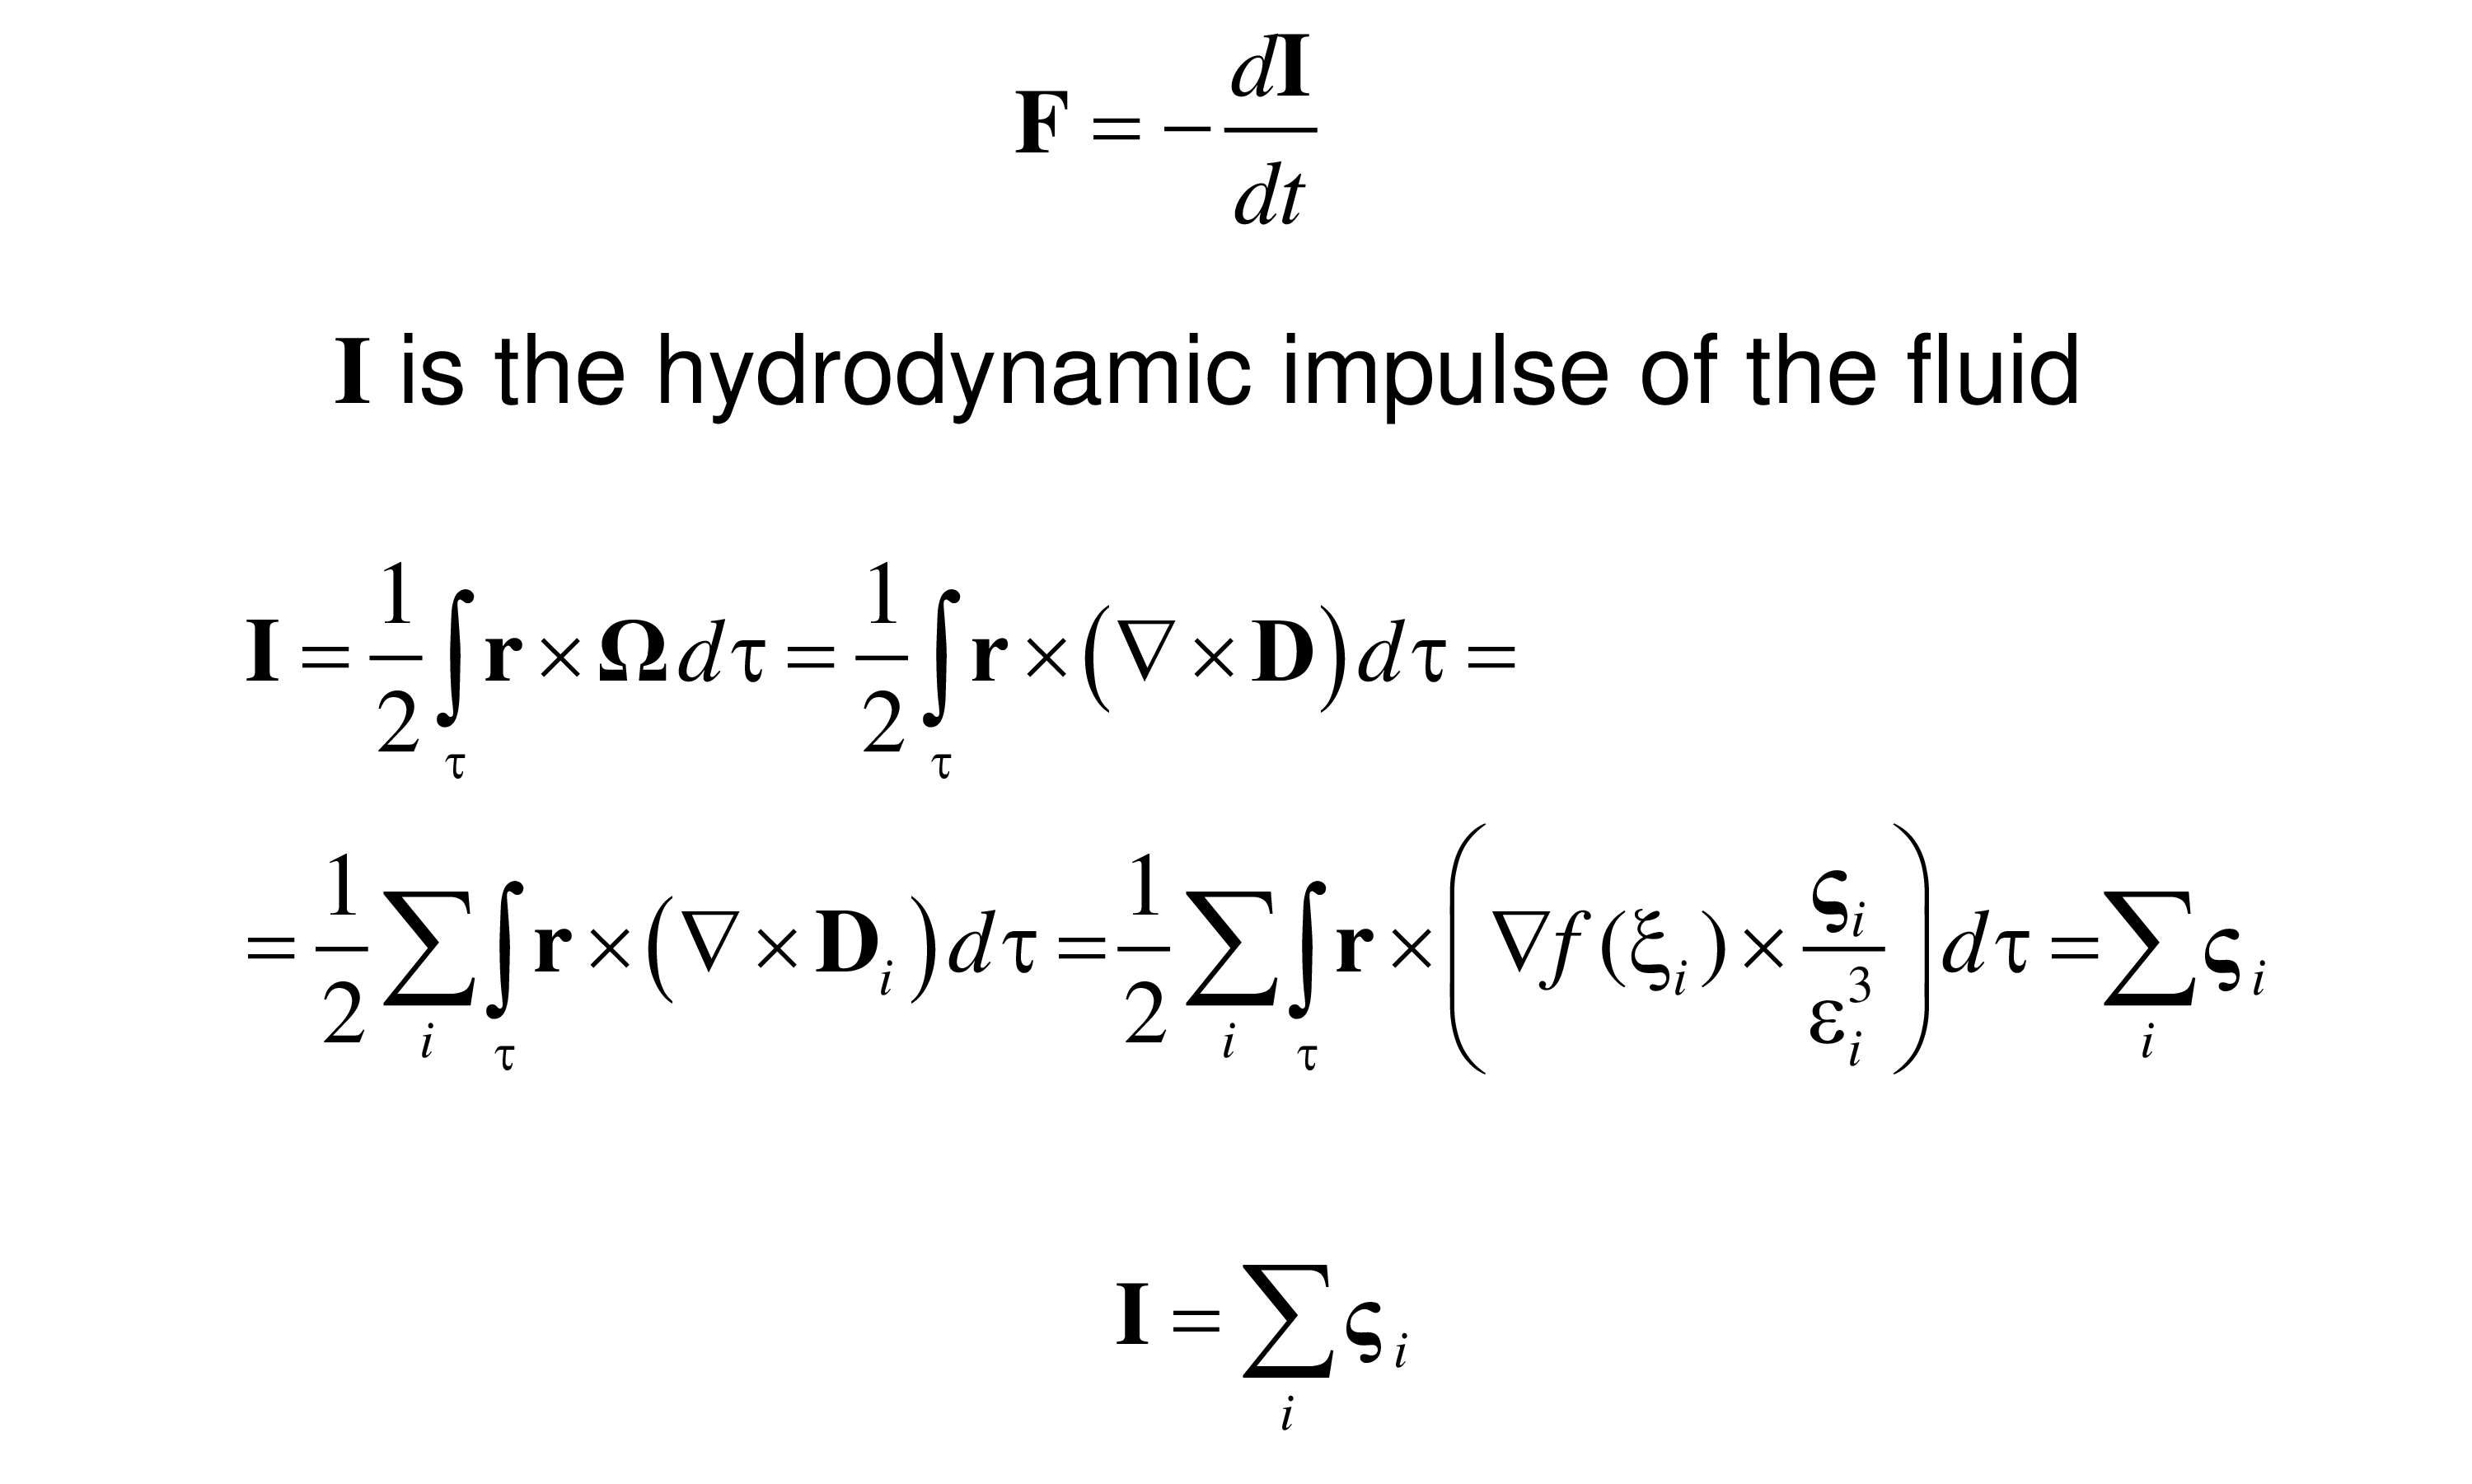 𝐅 = −d𝐈/dt
𝐈 is the hydrodynamic impulse of the fluid
𝐈 = 1/2 ∫_τ 𝐫 × 𝛀 dτ = 1/2 ∫_τ 𝐫 × (∇ × 𝐃) dτ =
= 1/2 ∑_i ∫_τ 𝐫 × (∇ × 𝐃_i) dτ = 1/2 ∑_i ∫_τ 𝐫 × (∇f(ξ_i) × 𝛓_i/ε_i^3) dτ = ∑_i ς_i
𝐈 = ∑_i 𝛓_i